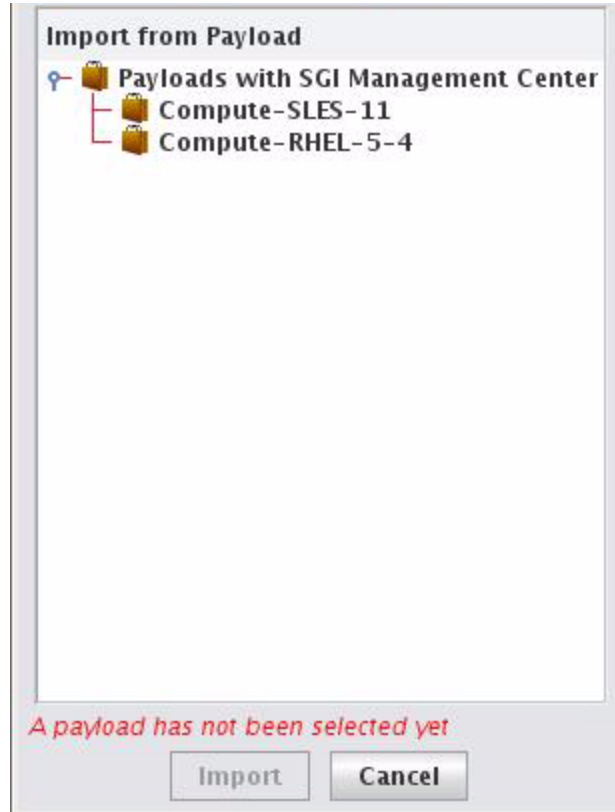 Import from Payload
Payloads with SGI Management Center
Compute-SLES-11
Compute-RHEL-5-4
A payload has not been selected yet
Import
Cancel